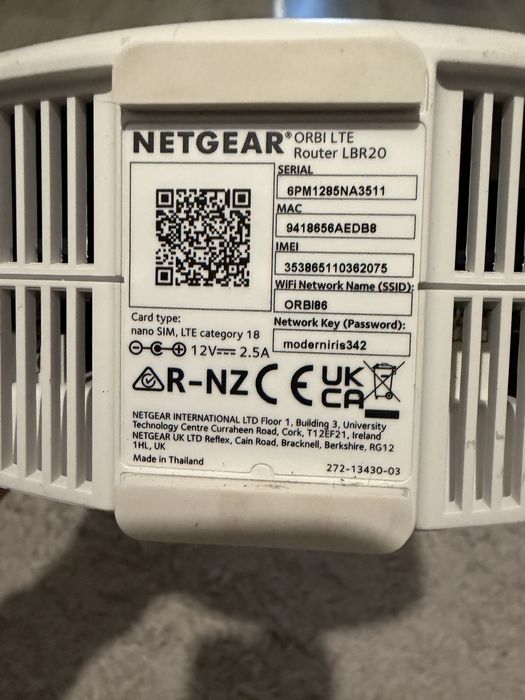 NETGEAR® ORBI LTE
Router LBR20
SERIAL
6PM1285NA3511
MAC
9418656AEDB8
IMEI
353865110362075
WiFi Network Name (SSID):
ORBI86
Network Key (Password):
moderniris342
Card type:
nano SIM, LTE category 18
12V 2.5A
R-NZ CE UK
CA
NETGEAR INTERNATIONAL LTD Floor 1, Building 3, University
Technology Centre Curraheen Road, Cork, T12EF21, Ireland
NETGEAR UK LTD Reflex, Cain Road, Bracknell, Berkshire, RG12
1HL, UK
Made in Thailand
272-13430-03